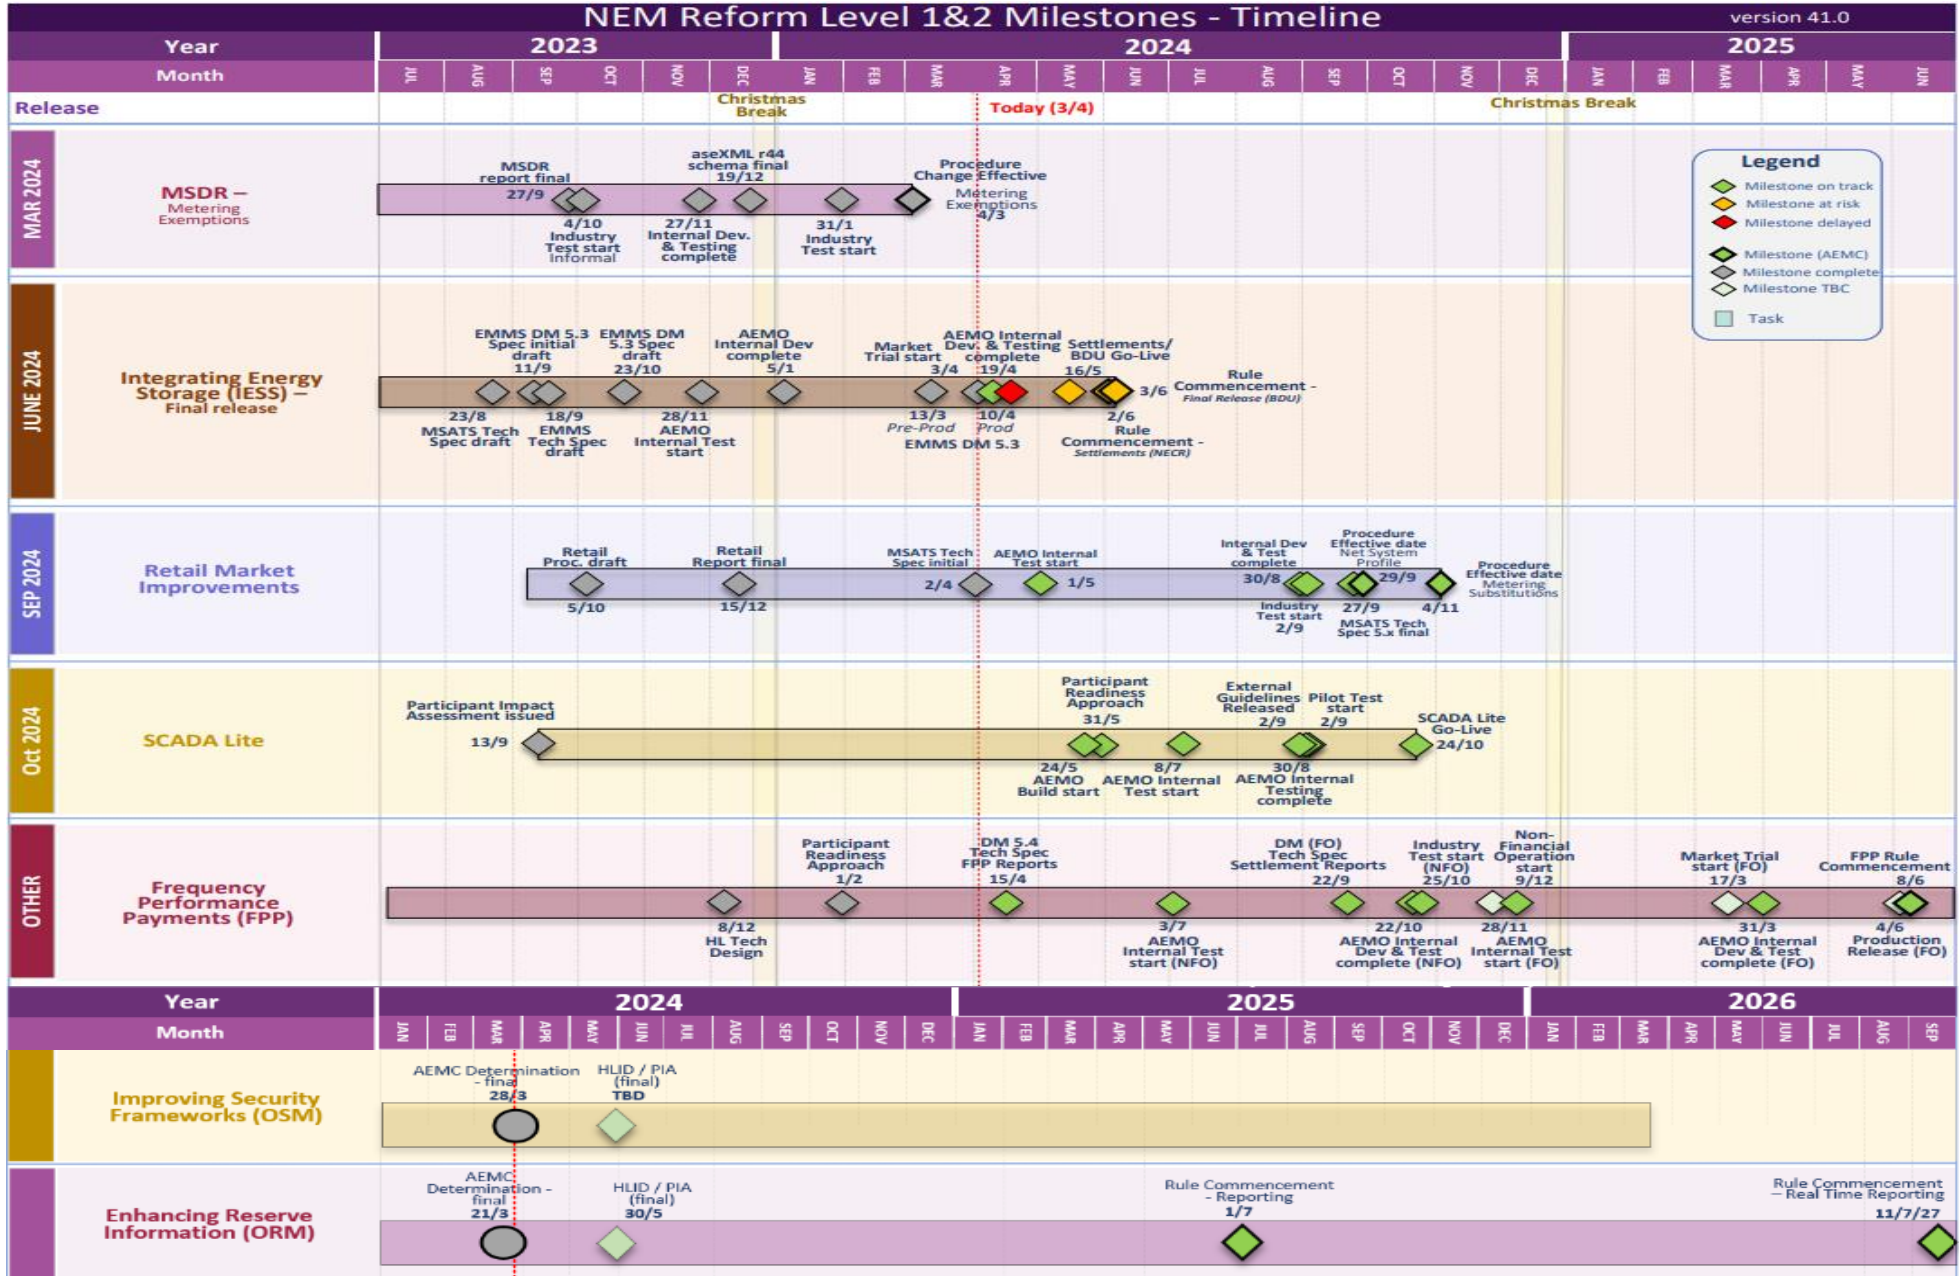 NEM Reform Level 1&2 Milestones - Timeline
version 41.0
Year
2023
2024
2025
Month
JUL
AUG
SEP
OCT
NOV
DEC
JAN
FEB
MAR
APR
MAY
JUN
JUL
AUG
SEP
OCT
NOV
DEC
JAN
FEB
MAR
APR
MAY
JUN
Release
Christmas
Break
Today (3/4)
Christmas Break
Legend
Milestone on track
Milestone at risk
Milestone delayed
Milestone (AEMC)
Milestone complete
Milestone TBC
Task
MAR 2024
MSDR –
Metering
Exemptions
MSDR
report final
27/9
4/10
Industry
Test start
Informal
27/11
Internal Dev.
& Testing
complete
aseXML r44
schema final
19/12
31/1
Industry
Test start
Procedure
Change Effective
Metering
Exemptions
4/3
JUNE 2024
Integrating Energy
Storage (IESS) –
Final release
23/8
MSATS Tech
Spec draft
EMMS DM 5.3
Spec initial
draft
11/9
18/9
EMMS
Tech Spec
draft
EMMS DM
5.3 Spec
draft
23/10
28/11
AEMO
Internal Test
start
AEMO
Internal Dev
complete
5/1
13/3
Pre-Prod
Market
Trial start
3/4
10/4
Prod
EMMS DM 5.3
AEMO Internal
Dev. & Testing
complete
19/4
Settlements/
BDU Go-Live
16/5
2/6
Rule
Commencement -
Settlements (NECR)
3/6
Rule
Commencement -
Final Release (BDU)
SEP 2024
Retail Market
Improvements
Retail
Proc. draft
5/10
Retail
Report final
15/12
MSATS Tech
Spec initial
2/4
AEMO Internal
Test start
1/5
Internal Dev
& Test
complete
30/8
Industry
Test start
2/9
Procedure
Effective date
Net System
Profile
29/9
27/9
MSATS Tech
Spec 5.x final
4/11
Procedure
Effective date
Metering
Substitutions
Oct 2024
SCADA Lite
Participant Impact
Assessment issued
13/9
24/5
AEMO
Build start
Participant
Readiness
Approach
31/5
8/7
AEMO Internal
Test start
External
Guidelines
Released
2/9
30/8
AEMO Internal
Testing
complete
Pilot Test
start
2/9
SCADA Lite
Go-Live
24/10
OTHER
Frequency
Performance
Payments (FPP)
8/12
HL Tech
Design
Participant
Readiness
Approach
1/2
DM 5.4
Tech Spec
FPP Reports
15/4
3/7
AEMO
Internal Test
start (NFO)
DM (FO)
Tech Spec
Settlement Reports
22/9
22/10
AEMO Internal
Dev & Test
complete (NFO)
Industry
Test start
(NFO)
25/10
28/11
AEMO
Internal Test
start (FO)
Non-
Financial
Operation
start
9/12
Market Trial
start (FO)
17/3
31/3
AEMO Internal
Dev & Test
complete (FO)
4/6
Production
Release (FO)
FPP Rule
Commencement
8/6
Year
2024
2025
2026
Month
JAN
FEB
MAR
APR
MAY
JUN
JUL
AUG
SEP
OCT
NOV
DEC
JAN
FEB
MAR
APR
MAY
JUN
JUL
AUG
SEP
OCT
NOV
DEC
JAN
FEB
MAR
APR
MAY
JUN
JUL
AUG
SEP
Improving Security
Frameworks (OSM)
AEMC Determination
- final
28/3
HLID / PIA
(final)
TBD
Enhancing Reserve
Information (ORM)
AEMC
Determination -
final
21/3
HLID / PIA
(final)
30/5
Rule Commencement
- Reporting
1/7
Rule Commencement
– Real Time Reporting
11/7/27